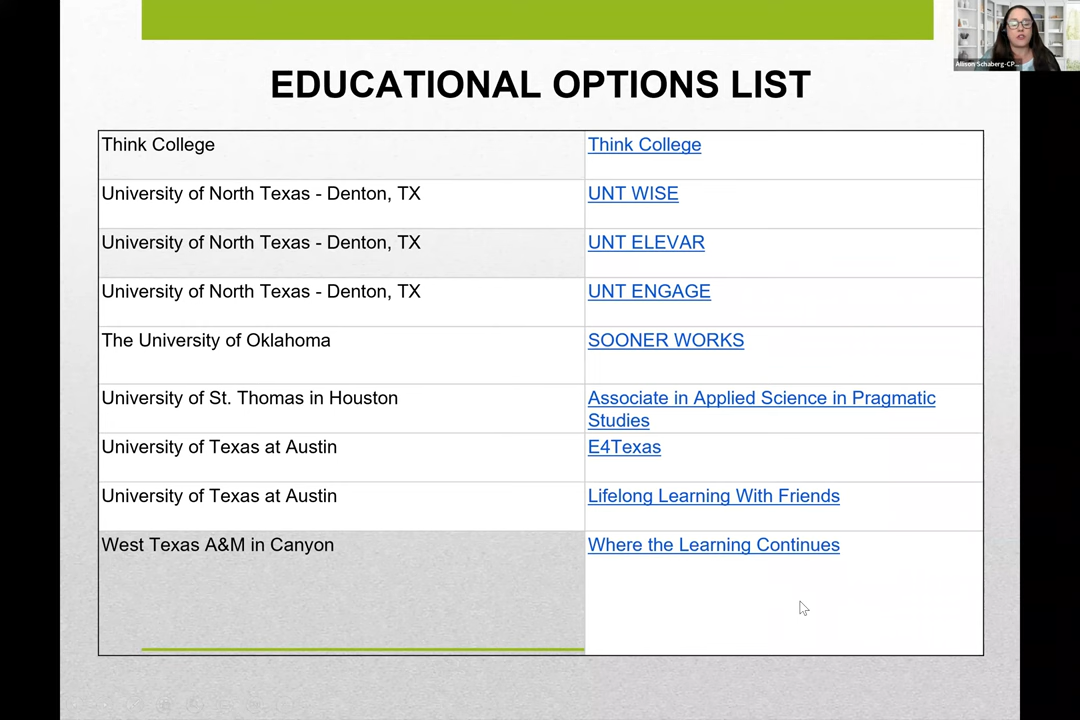 Allison Schaberg-CP...
EDUCATIONAL OPTIONS LIST
Think College
Think College
University of North Texas - Denton, TX
UNT WISE
University of North Texas - Denton, TX
UNT ELEVAR
University of North Texas - Denton, TX
UNT ENGAGE
The University of Oklahoma
SOONER WORKS
University of St. Thomas in Houston
Associate in Applied Science in Pragmatic
Studies
University of Texas at Austin
E4Texas
University of Texas at Austin
Lifelong Learning With Friends
West Texas A&M in Canyon
Where the Learning Continues